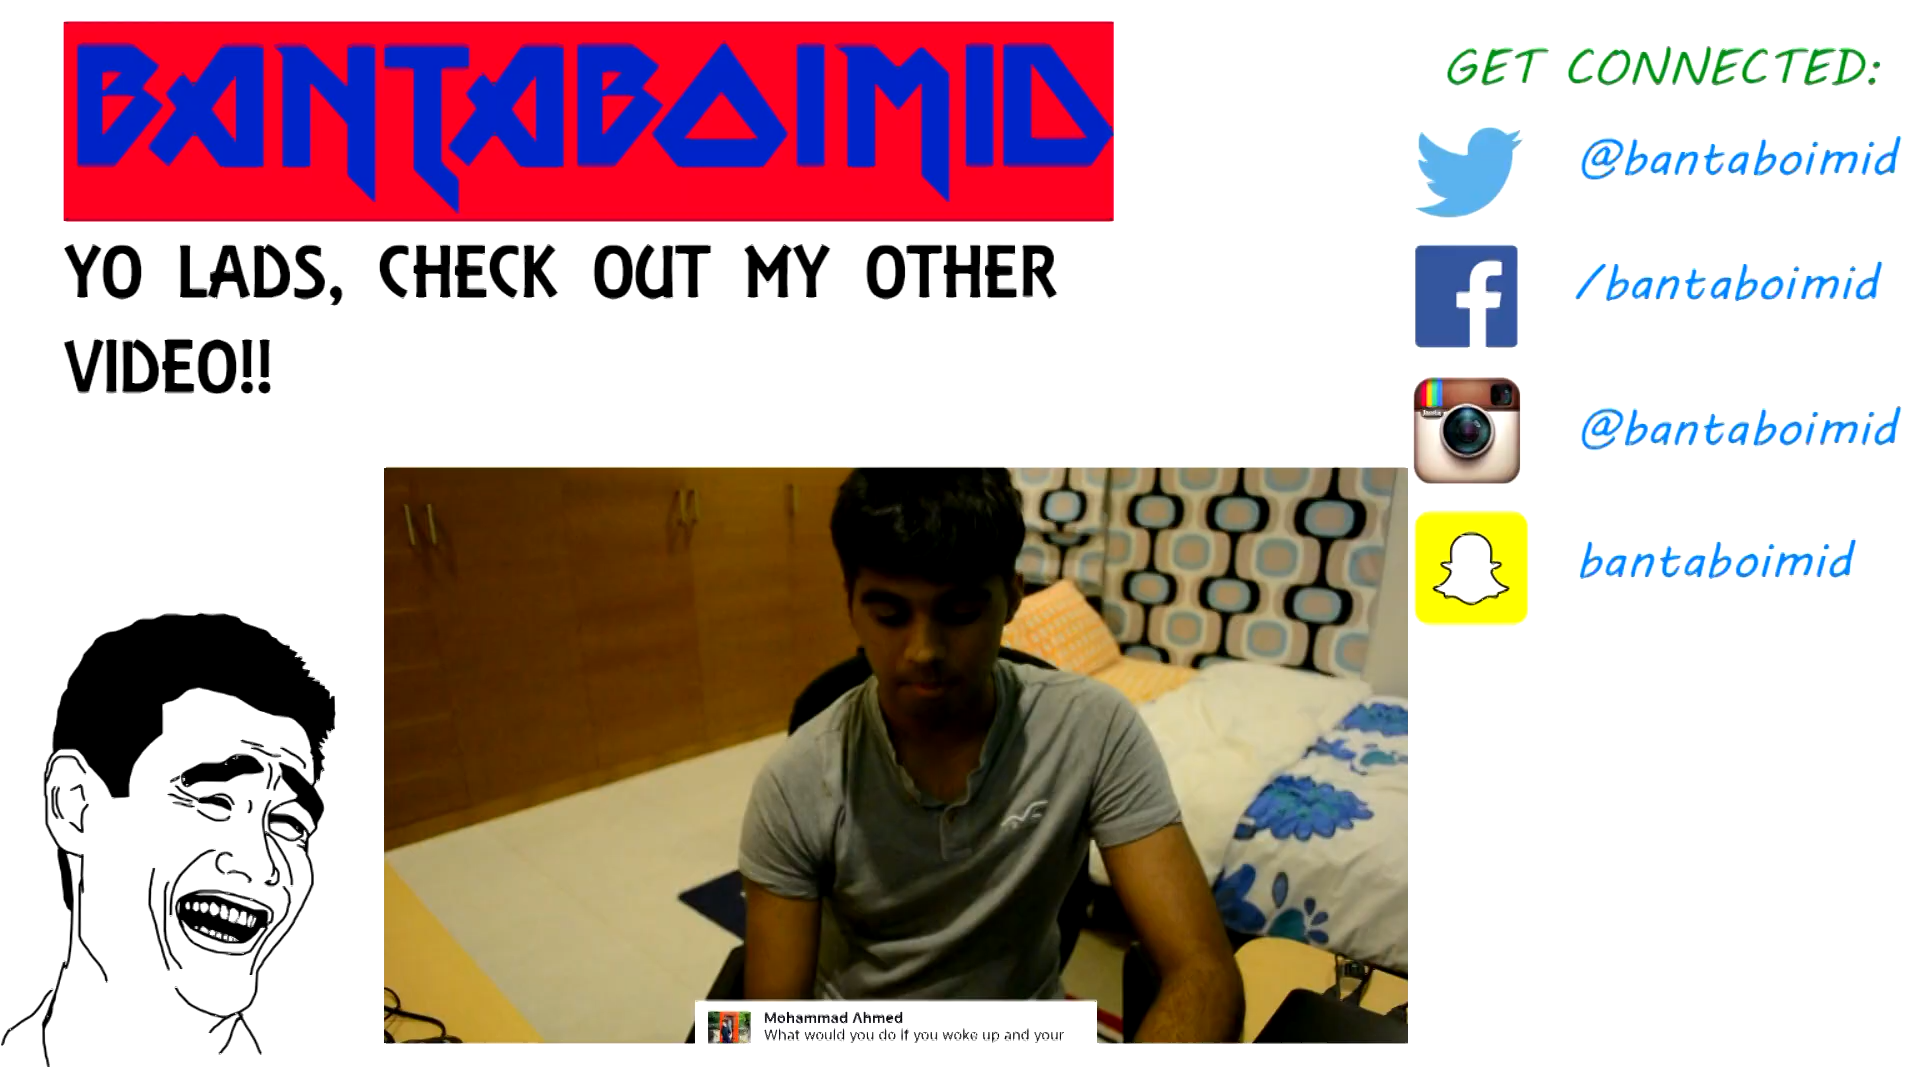 BANTABOIMID
YO LADS, CHECK OUT MY OTHER
VIDEO!!
GET CONNECTED:
@bantaboimid
/bantaboimid
@bantaboimid
bantaboimid
Mohammad Ahmed
What would you do if you woke up and your